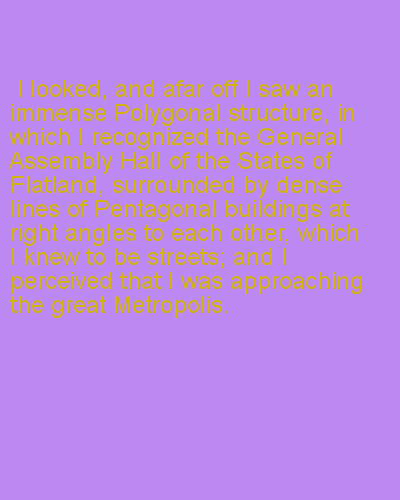 I looked, and afar off I saw an
immense Polygonal structure, in
which I recognized the General
Assembly Hall of the States of
Flatland, surrounded by dense
lines of Pentagonal buildings at
right angles to each other, which
I knew to be streets; and I
perceived that I was approaching
the great Metropolis.